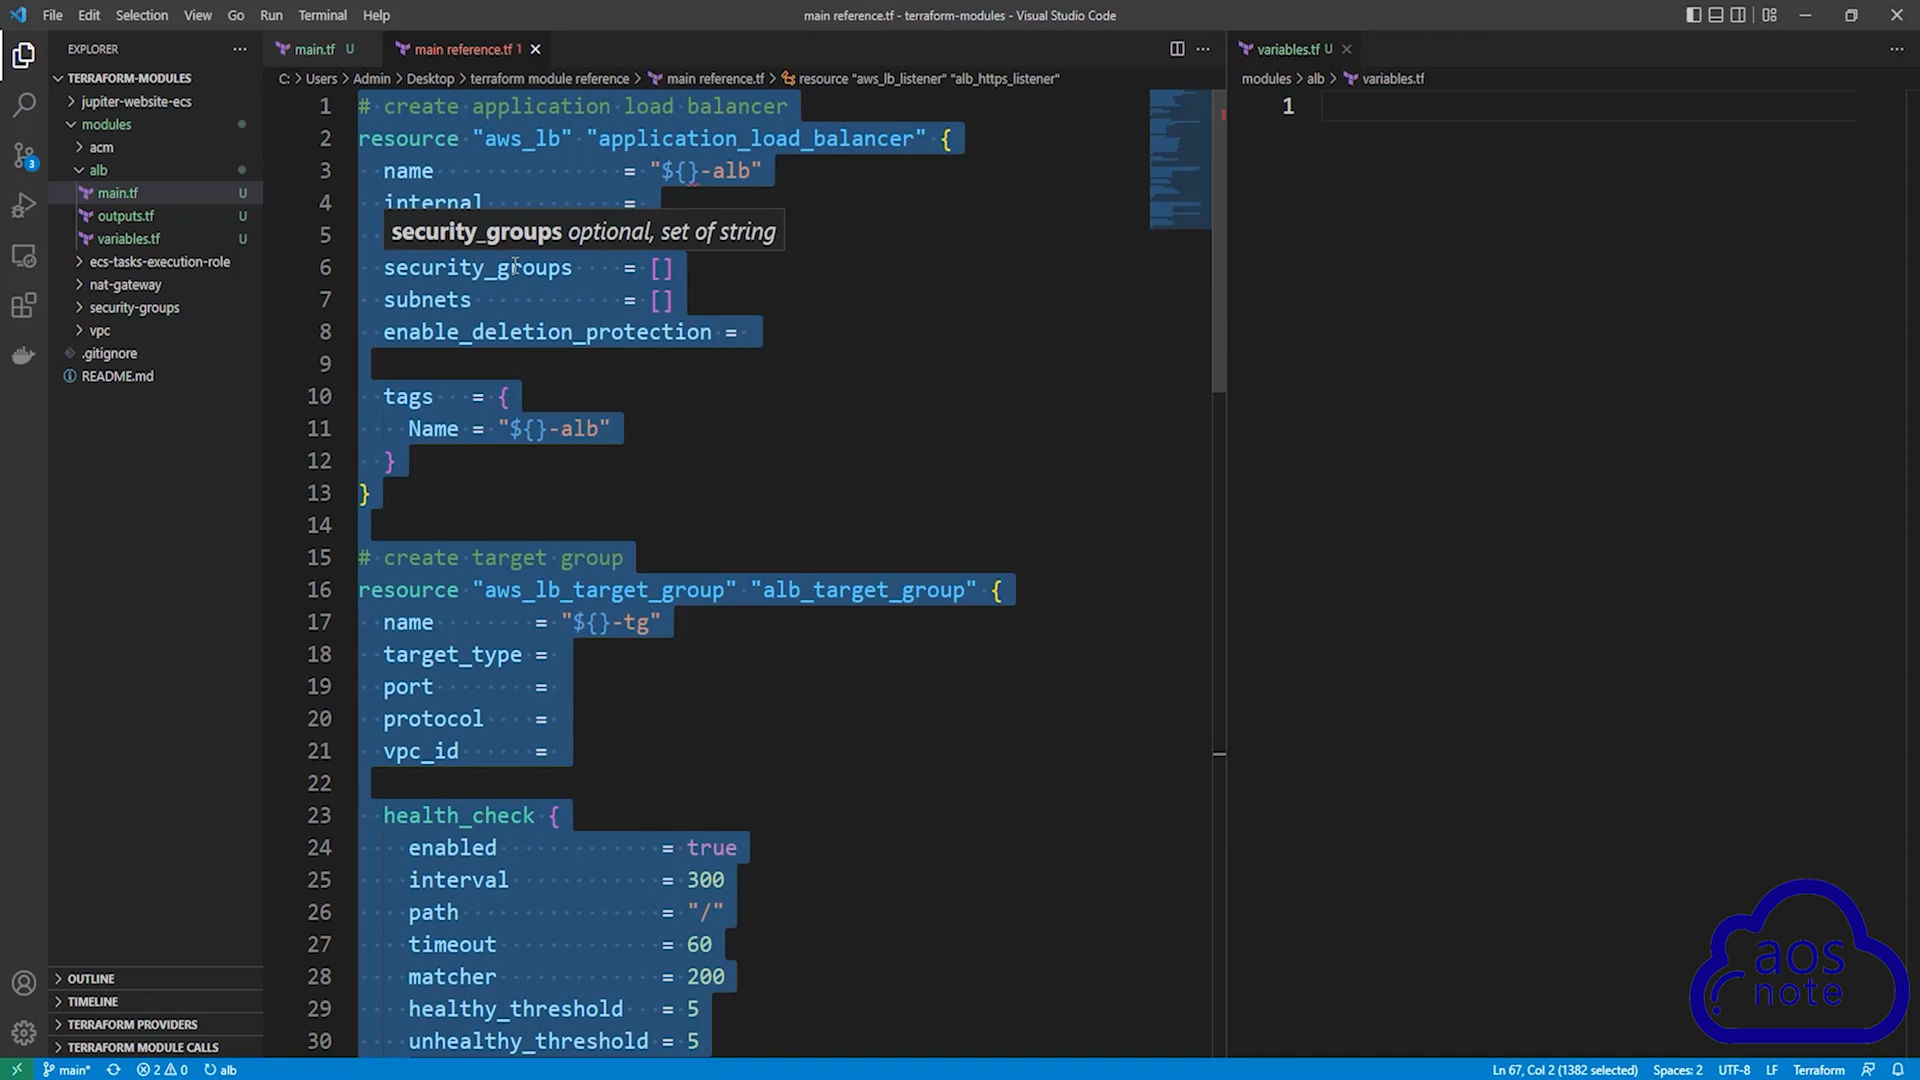 File Edit Selection View Go Run Terminal Help
main reference.tf - terraform-modules - Visual Studio Code
EXPLORER
TERRAFORM-MODULES
jupiter-website-ecs
modules
acm
alb
main.tf U
outputs.tf U
variables.tf U
ecs-tasks-execution-role
nat-gateway
security-groups
vpc
.gitignore
README.md
OUTLINE
TIMELINE
TERRAFORM PROVIDERS
TERRAFORM MODULE CALLS
3
main.tf U
main reference.tf 1
C: > Users > Admin > Desktop > terraform module reference > main reference.tf > resource "aws_lb_listener" "alb_https_listener"
1 # create application load balancer
2 resource "aws_lb" "application_load_balancer" {
3 name = "${}-alb"
4 internal =
security_groups optional, set of string
5
6 security_groups = []
7 subnets = []
8 enable_deletion_protection =
9
10 tags = {
11 Name = "${}-alb"
12 }
13 }
14
15 # create target group
16 resource "aws_lb_target_group" "alb_target_group" {
17 name = "${}-tg"
18 target_type =
19 port =
20 protocol =
21 vpc_id =
22
23 health_check {
24 enabled = true
25 interval = 300
26 path = "/"
27 timeout = 60
28 matcher = 200
29 healthy_threshold = 5
30 unhealthy_threshold = 5
variables.tf U
modules > alb > variables.tf
1
aos
note
main* 2 0 alb
Ln 67, Col 2 (1382 selected) Spaces: 2 UTF-8 LF Terraform